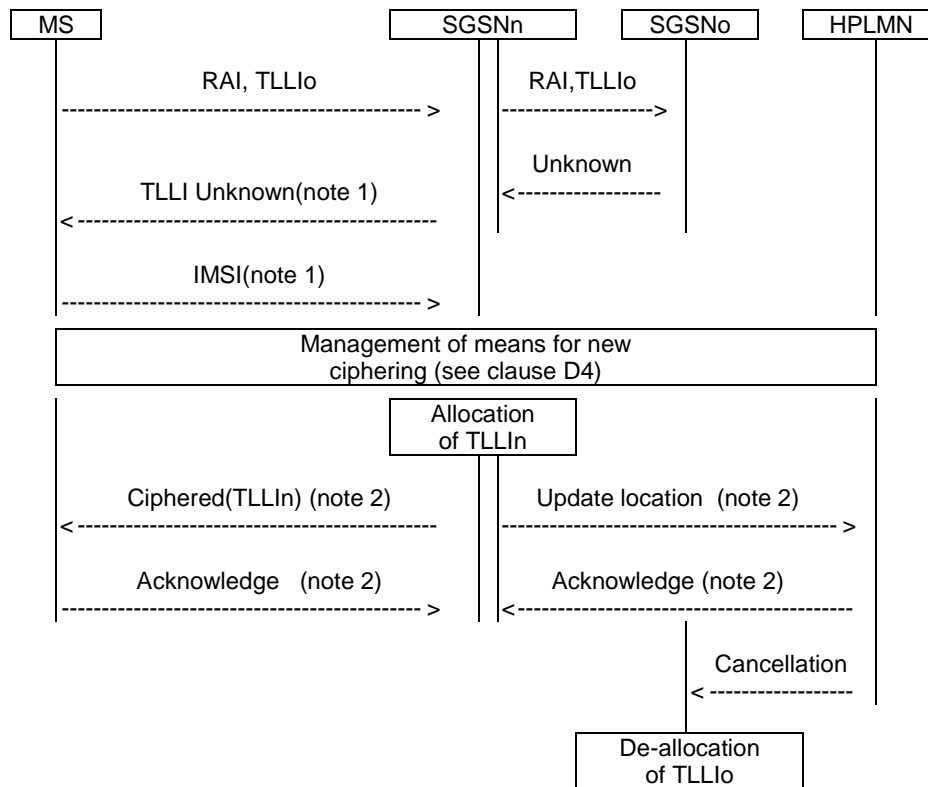 MS
SGSNn
SGSNo
HPLMN
RAI, TLLIo
RAI,TLLIo
Unknown
TLLI Unknown(note 1)
IMSI(note 1)
Management of means for new
ciphering (see clause D4)
Allocation
of TLLIn
Ciphered(TLLIn) (note 2)
Update location (note 2)
Acknowledge (note 2)
Acknowledge (note 2)
Cancellation
De-allocation
of TLLIo